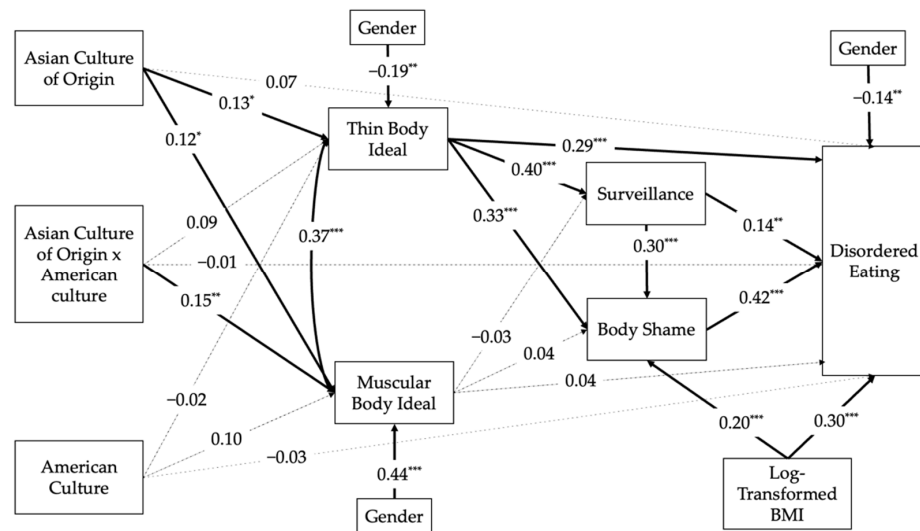 Gender
Asian Culture
of Origin
Gender
−0.19**
0.07
−0.14**
0.13*
0.12*
Thin Body
Ideal
0.29***
0.40***
Surveillance
0.33***
0.09
0.14**
Asian Culture
of Origin x
American
culture
0.37***
0.30***
−0.01
Disordered
Eating
0.15**
0.42***
Body Shame
−0.03
0.04
Muscular
Body Ideal
0.04
−0.02
0.10
−0.03
0.20***
0.30***
American
Culture
0.44***
Gender
Log-
Transformed
BMI